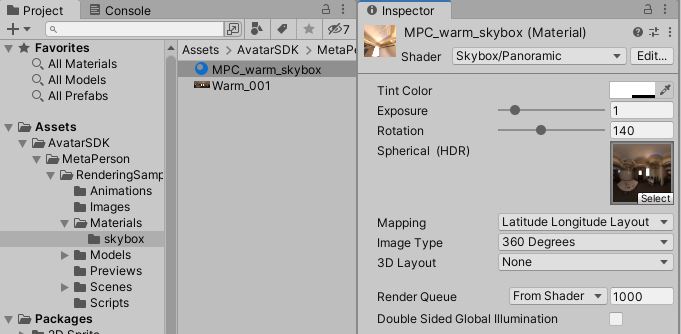 Project
Console
7
Favorites
All Materials
All Models
All Prefabs
Assets
AvatarSDK
MetaPerson
RenderingSamp
Animations
Images
Materials
skybox
Models
Previews
Scenes
Scripts
Packages
2D Sprite
Assets > AvatarSDK > MetaPers
MPC_warm_skybox
Warm_001
Inspector
MPC_warm_skybox (Material)
Shader Skybox/Panoramic Edit...
Tint Color
Exposure 1
Rotation 140
Spherical (HDR)
Select
Mapping Latitude Longitude Layout
Image Type 360 Degrees
3D Layout None
Render Queue From Shader 1000
Double Sided Global Illumination